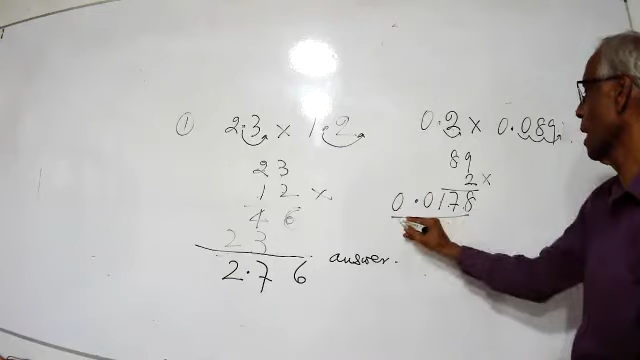 ① 2.3 × 1.2
23
12 ×
46
23
2.76 answer.
0.2 × 0.089
89
2 ×
0.0178